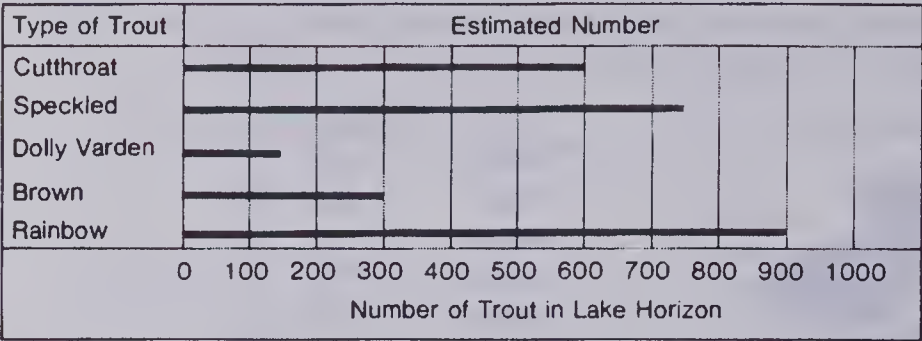 Type of Trout Estimated Number
Cutthroat
Speckled
Dolly Varden
Brown
Rainbow
0 100 200 300 400 500 600 700 800 900 1000
Number of Trout in Lake Horizon